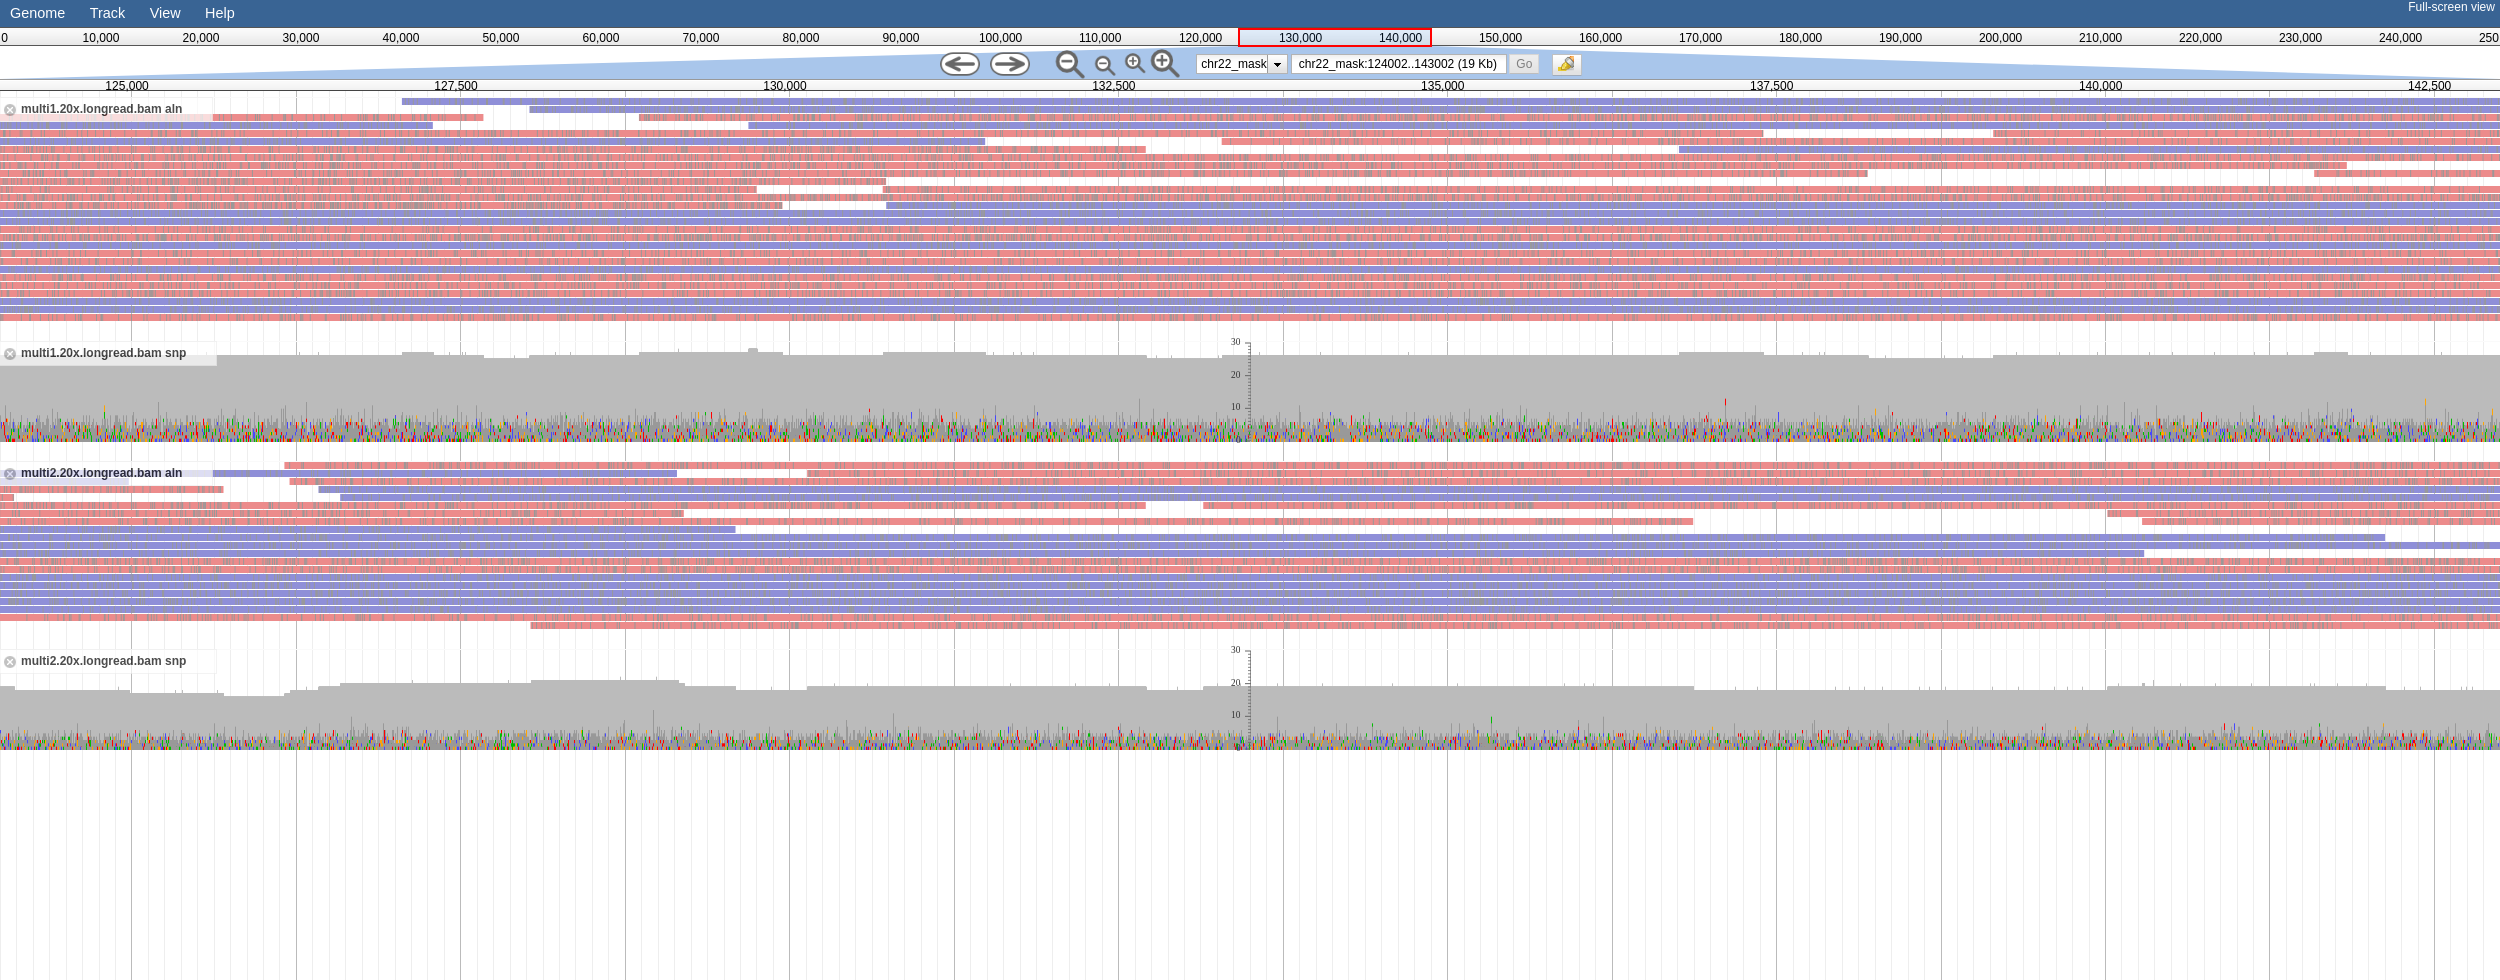 Genome Track View Help Full-screen view
0 10,000 20,000 30,000 40,000 50,000 60,000 70,000 80,000 90,000 100,000 110,000 120,000 130,000 140,000 150,000 160,000 170,000 180,000 190,000 200,000 210,000 220,000 230,000 240,000 250
chr22_mask chr22_mask:124002..143002 (19 Kb) Go
125,000 127,500 130,000 132,500 135,000 137,500 140,000 142,500
multi1.20x.longread.bam aln
30
multi1.20x.longread.bam snp
20
10
0
multi2.20x.longread.bam aln
30
multi2.20x.longread.bam snp
20
10
0